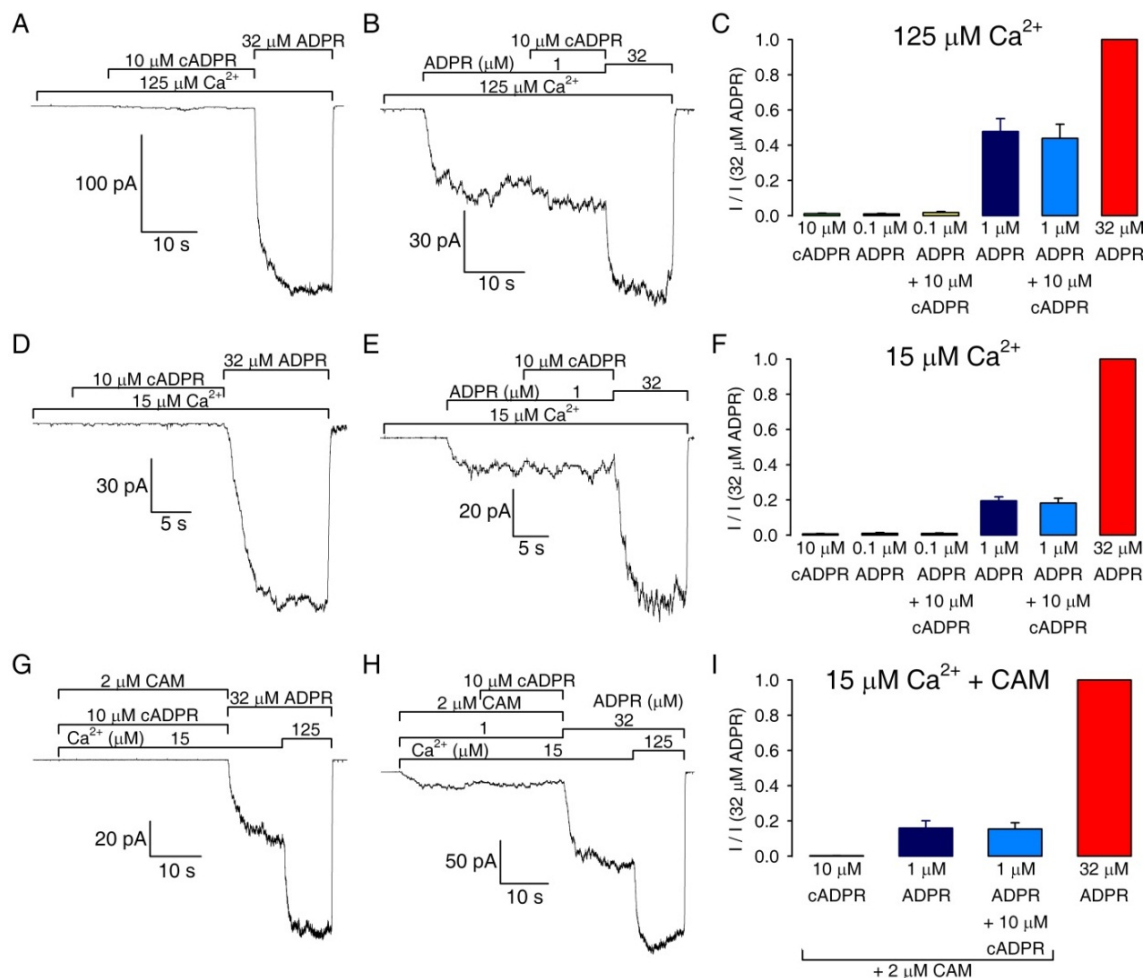 A
32 μM ADPR
10 μM cADPR
125 μM Ca2+
100 pA
10 s
B
10 μM cADPR
ADPR (μM) 1 32
125 μM Ca2+
30 pA
10 s
C
125 μM Ca2+
I / I (32 μM ADPR)
1.0
0.8
0.6
0.4
0.2
0.0
10 μM 0.1 μM 0.1 μM 1 μM 1 μM 32 μM
cADPR ADPR ADPR ADPR ADPR ADPR
+ 10 μM + 10 μM
cADPR cADPR
D
32 μM ADPR
10 μM cADPR
15 μM Ca2+
30 pA
5 s
E
10 μM cADPR
ADPR (μM) 1 32
15 μM Ca2+
20 pA
5 s
F
15 μM Ca2+
I / I (32 μM ADPR)
1.0
0.8
0.6
0.4
0.2
0.0
10 μM 0.1 μM 0.1 μM 1 μM 1 μM 32 μM
cADPR ADPR ADPR ADPR ADPR ADPR
+ 10 μM + 10 μM
cADPR cADPR
G
2 μM CAM
32 μM ADPR
10 μM cADPR
Ca2+ (μM) 15 125
20 pA
10 s
H
10 μM cADPR
2 μM CAM ADPR (μM)
1 32
Ca2+ (μM) 15 125
50 pA
10 s
I
15 μM Ca2+ + CAM
I / I (32 μM ADPR)
1.0
0.8
0.6
0.4
0.2
0.0
10 μM 1 μM 1 μM 32 μM
cADPR ADPR ADPR ADPR
+ 10 μM
cADPR
+ 2 μM CAM